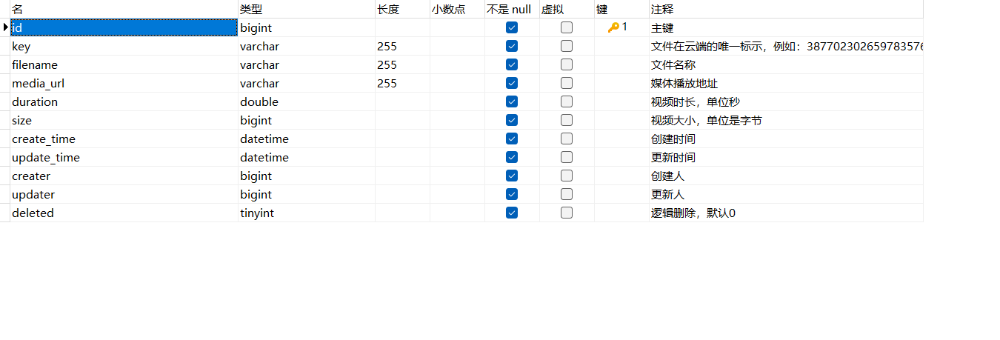 名 类型 长度 小数点 不是 null 虚拟 键 注释
id bigint 1 主键
key varchar 255 文件在云端的唯一标示，例如：387702302659783576
filename varchar 255 文件名称
media_url varchar 255 媒体播放地址
duration double 视频时长，单位秒
size bigint 视频大小，单位是字节
create_time datetime 创建时间
update_time datetime 更新时间
creater bigint 创建人
updater bigint 更新人
deleted tinyint 逻辑删除，默认0